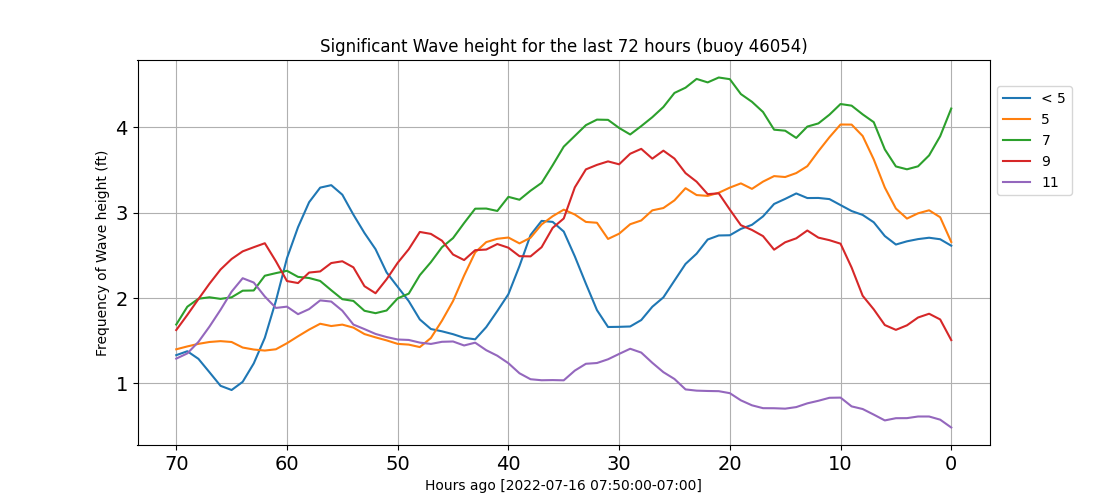 Significant Wave height for the last 72 hours (buoy 46054)
Frequency of Wave height (ft)
4
3
2
1
70 60 50 40 30 20 10 0
Hours ago [2022-07-16 07:50:00-07:00]
< 5
5
7
9
11